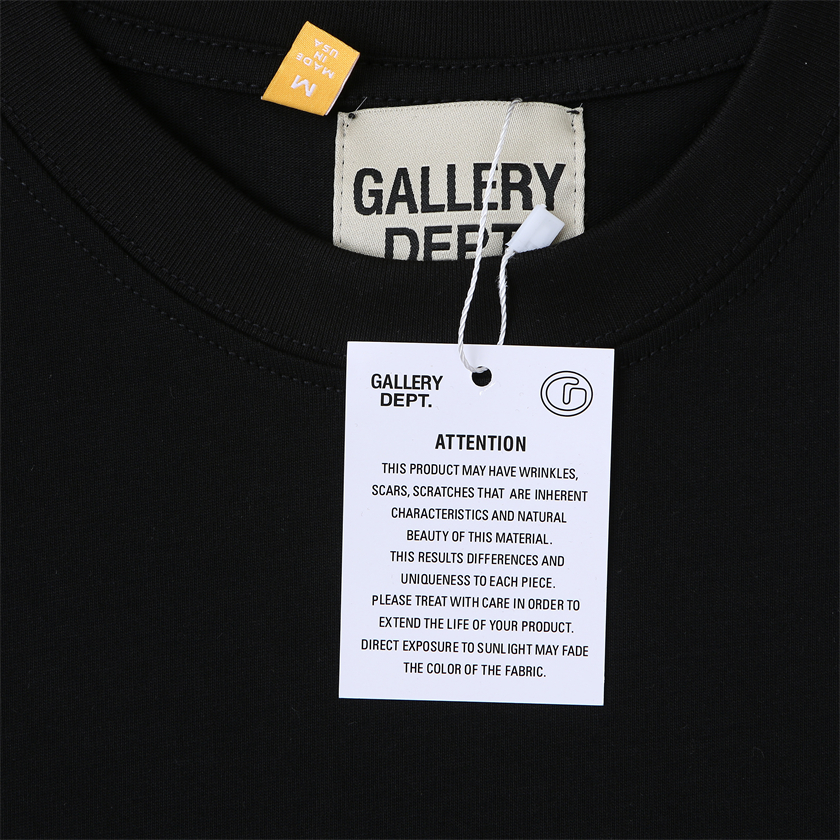 M
MADE
IN
USA
GALLERY
DEPT.
GALLERY
DEPT.
G
ATTENTION
THIS PRODUCT MAY HAVE WRINKLES,
SCARS, SCRATCHES THAT ARE INHERENT
CHARACTERISTICS AND NATURAL
BEAUTY OF THIS MATERIAL.
THIS RESULTS DIFFERENCES AND
UNIQUENESS TO EACH PIECE.
PLEASE TREAT WITH CARE IN ORDER TO
EXTEND THE LIFE OF YOUR PRODUCT.
DIRECT EXPOSURE TO SUNLIGHT MAY FADE
THE COLOR OF THE FABRIC.